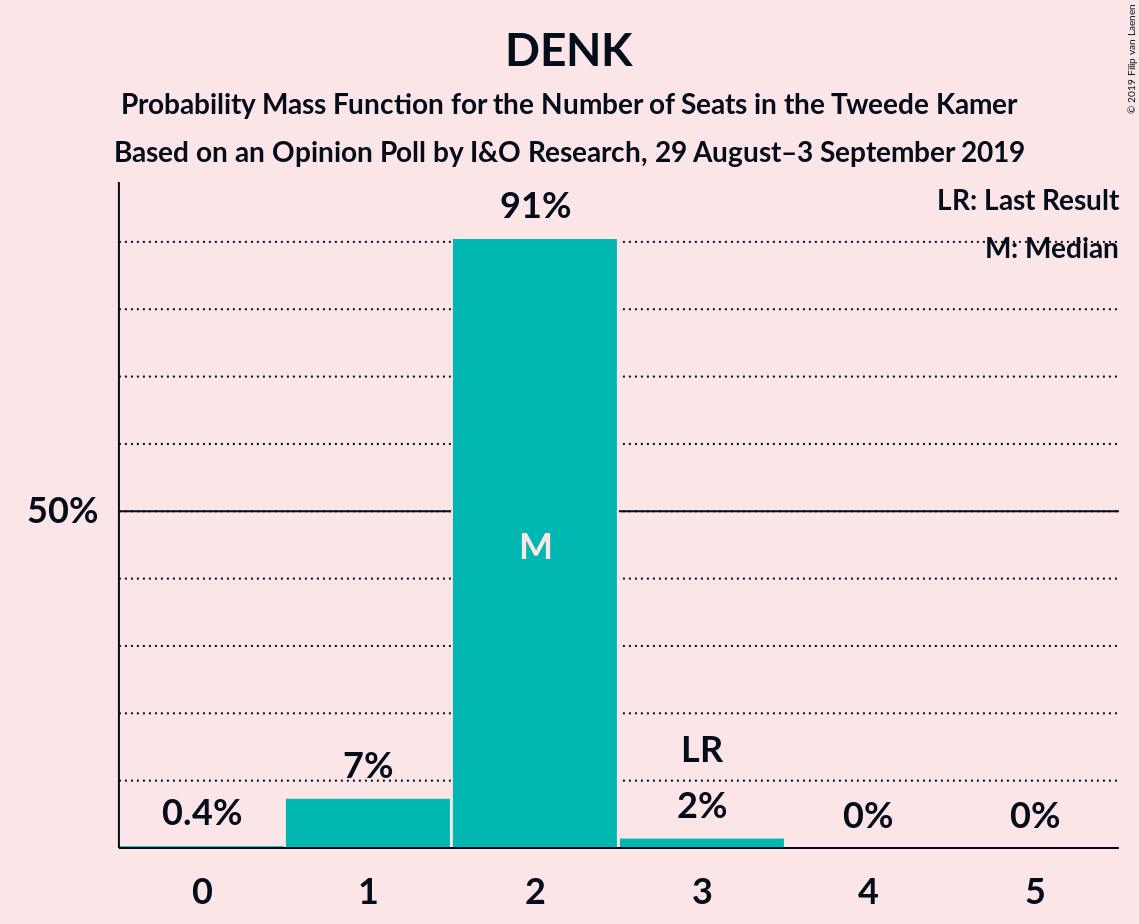 DENK
Probability Mass Function for the Number of Seats in the Tweede Kamer
Based on an Opinion Poll by I&O Research, 29 August–3 September 2019
© 2019 Filip van Laenen
LR: Last Result
M: Median
91%
50%
M
LR
7%
2%
0.4%
0%
0%
0 1 2 3 4 5